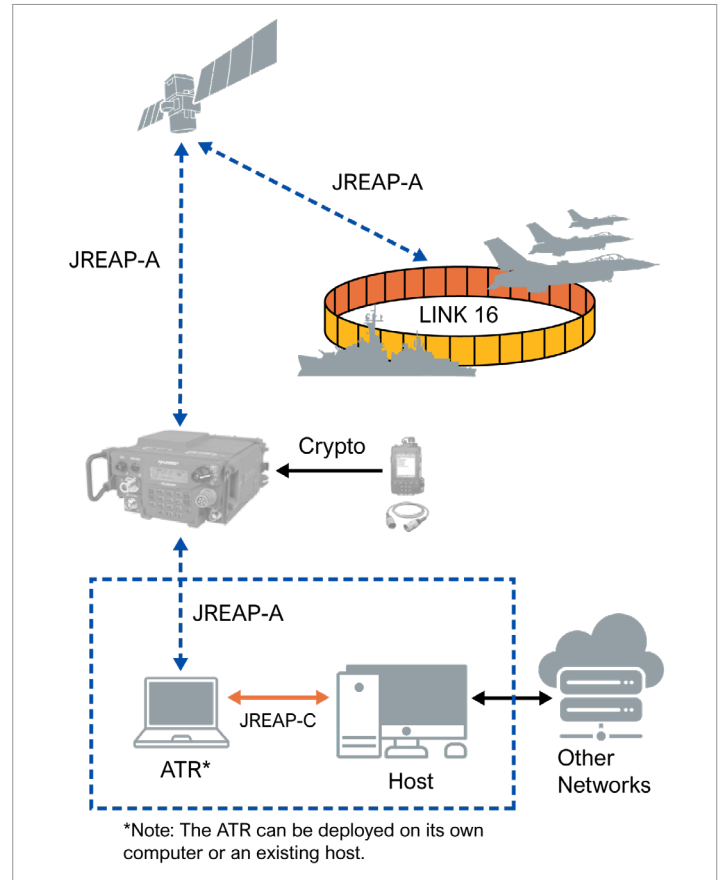 JREAP-A
JREAP-A
LINK 16
Crypto
JREAP-A
JREAP-C
ATR*
Host
Other
Networks
*Note: The ATR can be deployed on its own
computer or an existing host.